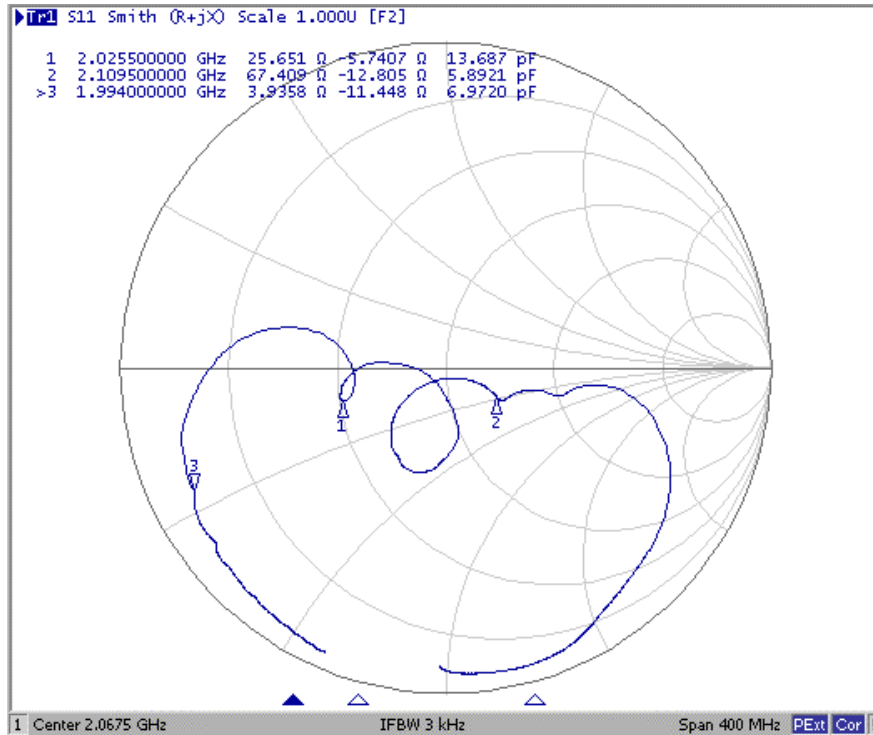 Tr1 S11 Smith (R+jX) Scale 1.000U [F2]
1 2.025500000 GHz 25.651 Ω -5.7407 Ω 13.687 pF
2 2.109500000 GHz 67.409 Ω -12.805 Ω 5.8921 pF
>3 1.994000000 GHz 3.9358 Ω -11.448 Ω 6.9720 pF
1
2
3
1 Center 2.0675 GHz IFBW 3 kHz Span 400 MHz PExt Cor